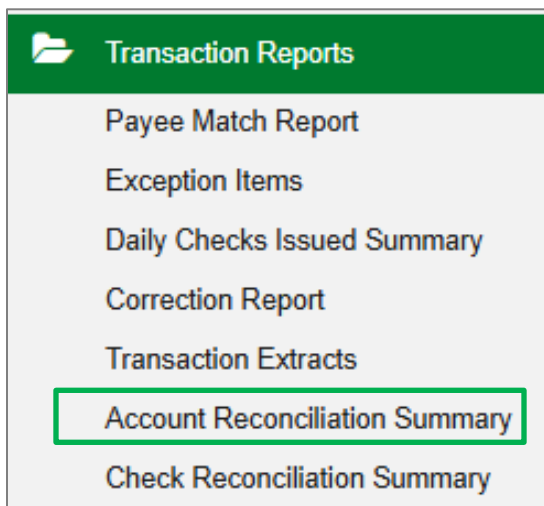 Transaction Reports
Payee Match Report
Exception Items
Daily Checks Issued Summary
Correction Report
Transaction Extracts
Account Reconciliation Summary
Check Reconciliation Summary